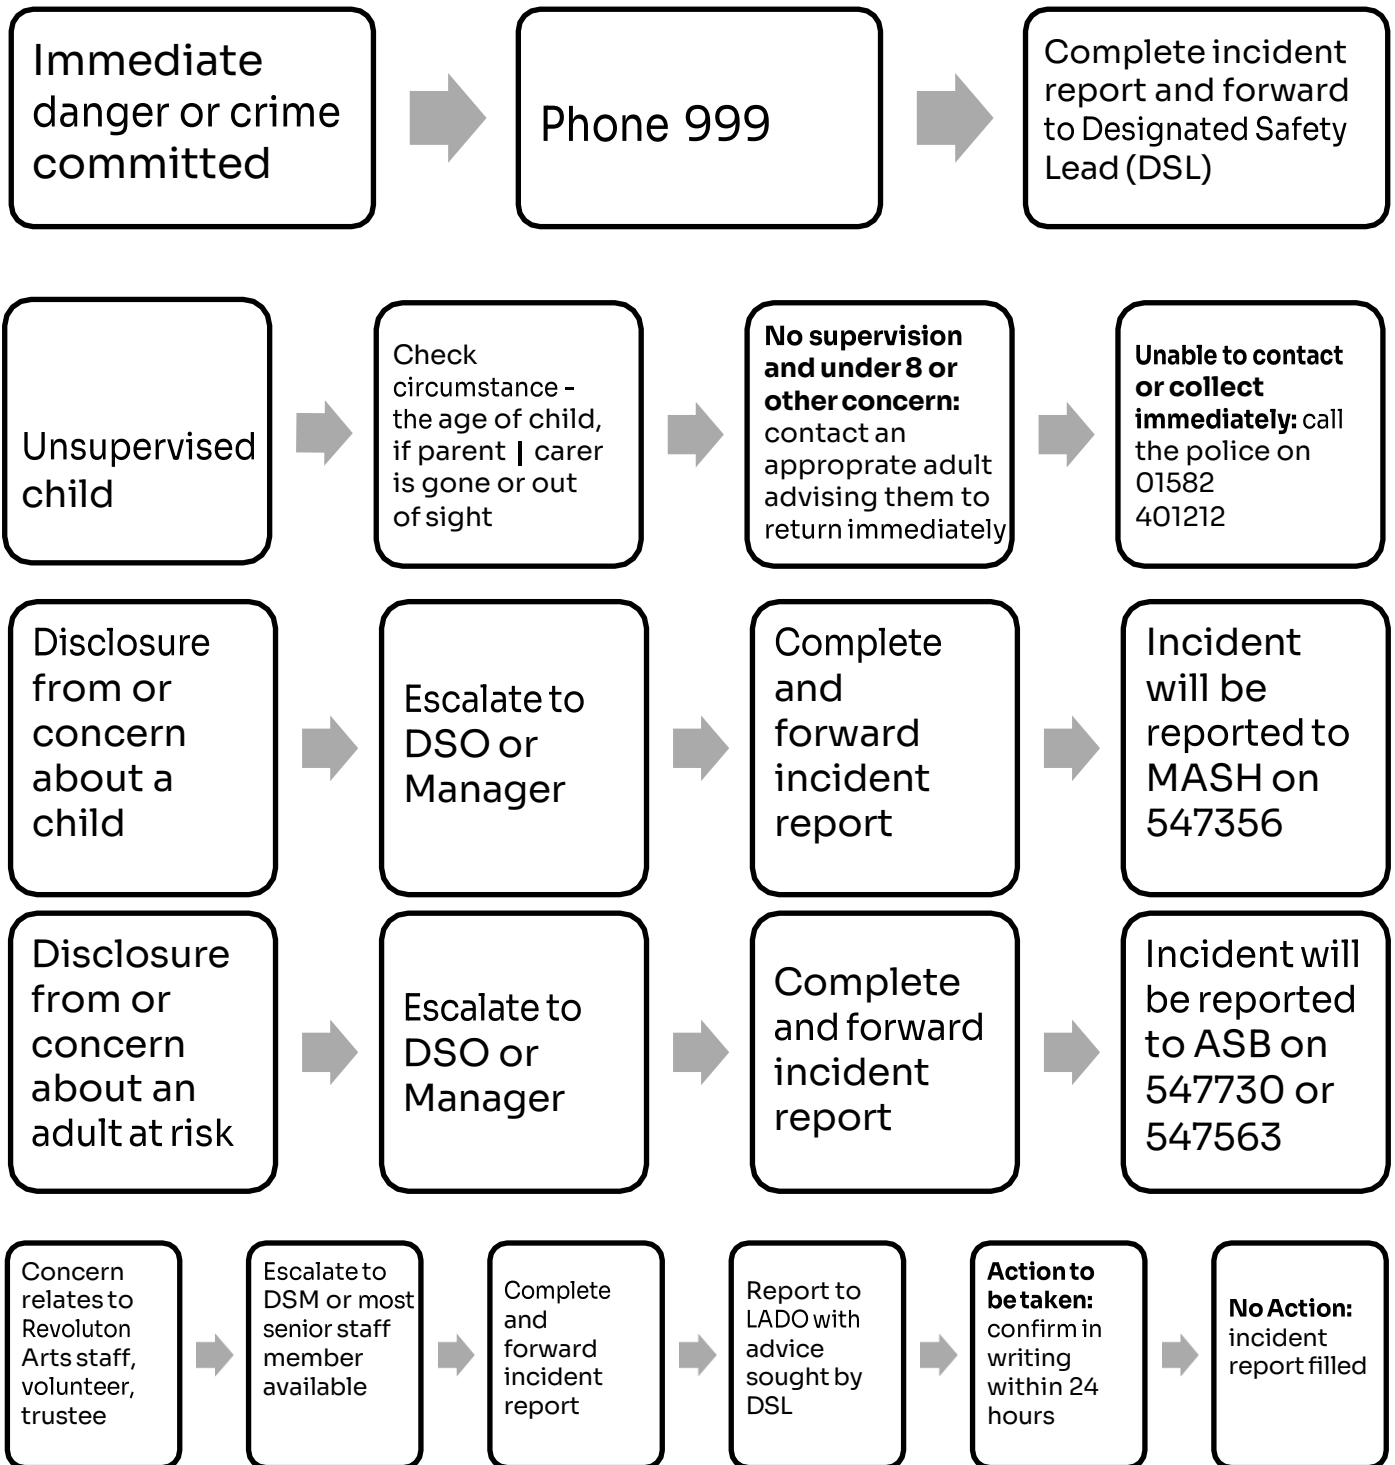 Immediate
danger or crime
committed
Phone 999
Complete incident
report and forward
to Designated Safety
Lead (DSL)
Unsupervised
child
Check
circumstance -
the age of child,
if parent | carer
is gone or out
of sight
No supervision
and under 8 or
other concern:
contact an
approprate adult
advising them to
return immediately
Unable to contact
or collect
immediately: call
the police on
01582
401212
Disclosure
from or
concern
about a
child
Escalate to
DSO or
Manager
Complete
and
forward
incident
report
Incident
will be
reported to
MASH on
547356
Disclosure
from or
concern
about an
adult at risk
Escalate to
DSO or
Manager
Complete
and forward
incident
report
Incident will
be reported
to ASB on
547730 or
547563
Concern
relates to
Revoluton
Arts staff,
volunteer,
trustee
Escalate to
DSM or most
senior staff
member
available
Complete
and
forward
incident
report
Report to
LADO with
advice
sought by
DSL
Action to
be taken:
confirm in
writing
within 24
hours
No Action:
incident
report filled